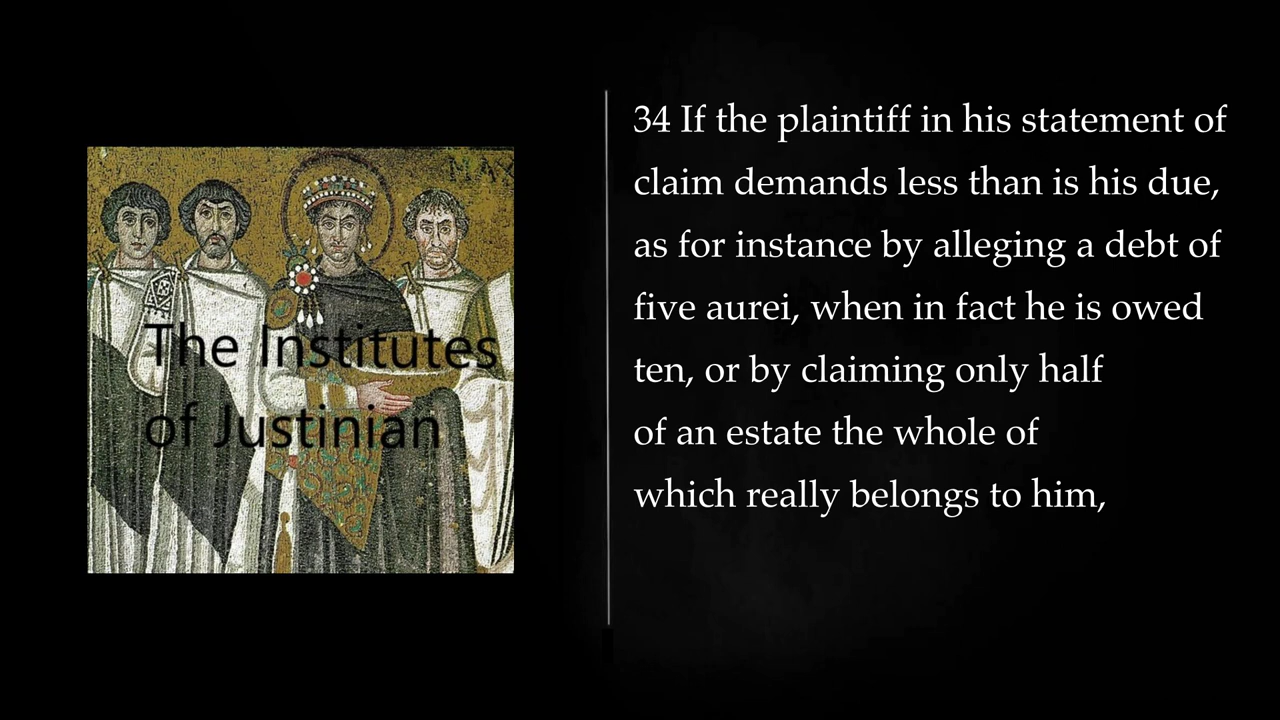 MAX
The Institutes
of Justinian
34 If the plaintiff in his statement of
claim demands less than is his due,
as for instance by alleging a debt of
five aurei, when in fact he is owed
ten, or by claiming only half
of an estate the whole of
which really belongs to him,